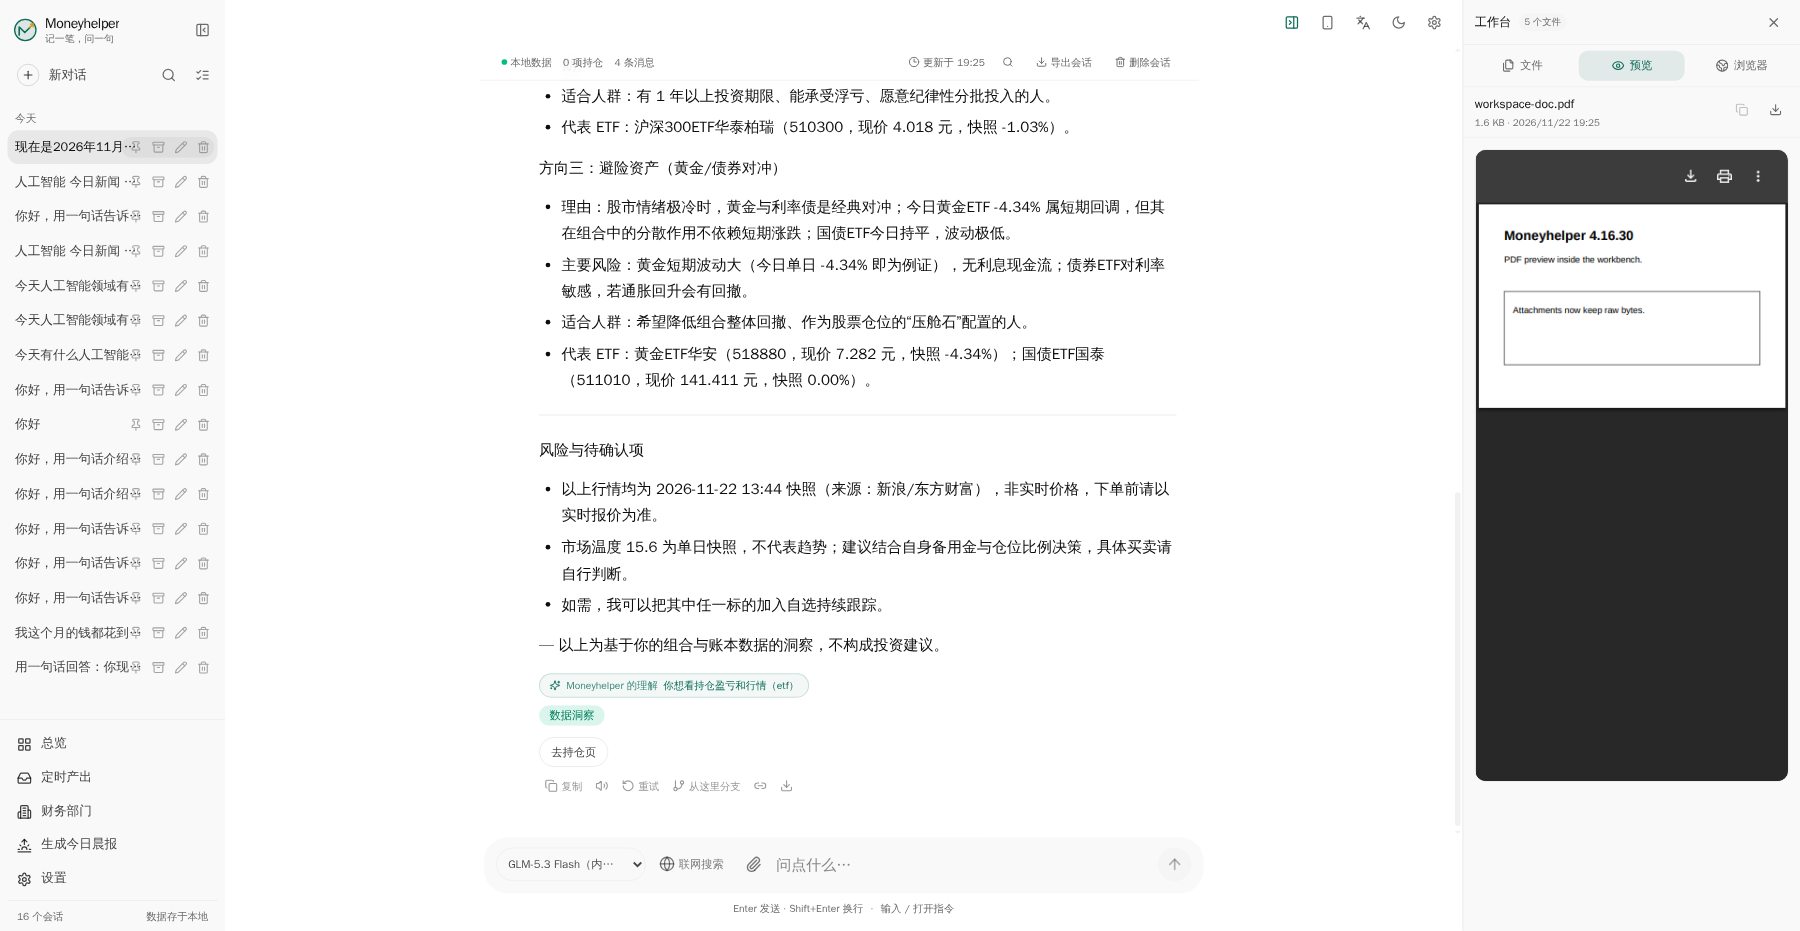 Moneyhelper
记一笔，问一句
新对话
今天
现在是2026年11月…
人工智能 今日新闻 …
你好，用一句话告诉…
人工智能 今日新闻 …
今天人工智能领域有…
今天人工智能领域有…
今天有什么人工智能…
你好，用一句话告诉…
你好
你好，用一句话介绍…
你好，用一句话介绍…
你好，用一句话告诉…
你好，用一句话告诉…
你好，用一句话告诉…
我这个月的钱都花到…
用一句话回答：你现…
总览
定时产出
财务部门
生成今日晨报
设置
16 个会话 数据存于本地
本地数据 0 项持仓 4 条消息 更新于 19:25 导出会话 删除会话
• 适合人群：有 1 年以上投资期限、能承受浮亏、愿意纪律性分批投入的人。
• 代表 ETF：沪深300ETF华泰柏瑞（510300，现价 4.018 元，快照 -1.03%）。
方向三：避险资产（黄金/债券对冲）
• 理由：股市情绪极冷时，黄金与利率债是经典对冲；今日黄金ETF -4.34% 属短期回调，但其
在组合中的分散作用不依赖短期涨跌；国债ETF今日持平，波动极低。
• 主要风险：黄金短期波动大（今日单日 -4.34% 即为例证），无利息现金流；债券ETF对利率
敏感，若通胀回升会有回撤。
• 适合人群：希望降低组合整体回撤、作为股票仓位的“压舱石”配置的人。
• 代表 ETF：黄金ETF华安（518880，现价 7.282 元，快照 -4.34%）；国债ETF国泰
（511010，现价 141.411 元，快照 0.00%）。
风险与待确认项
• 以上行情均为 2026-11-22 13:44 快照（来源：新浪/东方财富），非实时价格，下单前请以
实时报价为准。
• 市场温度 15.6 为单日快照，不代表趋势；建议结合自身备用金与仓位比例决策，具体买卖请
自行判断。
• 如需，我可以把其中任一标的加入自选持续跟踪。
— 以上为基于你的组合与账本数据的洞察，不构成投资建议。
Moneyhelper 的理解 你想看持仓盈亏和行情（etf）
数据洞察
去持仓页
复制 重试 从这里分支
GLM-5.3 Flash（内… 联网搜索 问点什么…
Enter 发送 · Shift+Enter 换行 · 输入 / 打开指令
工作台 5 个文件
文件 预览 浏览器
workspace-doc.pdf
1.6 KB · 2026/11/22 19:25
Moneyhelper 4.16.30
PDF preview inside the workbench.
Attachments now keep raw bytes.